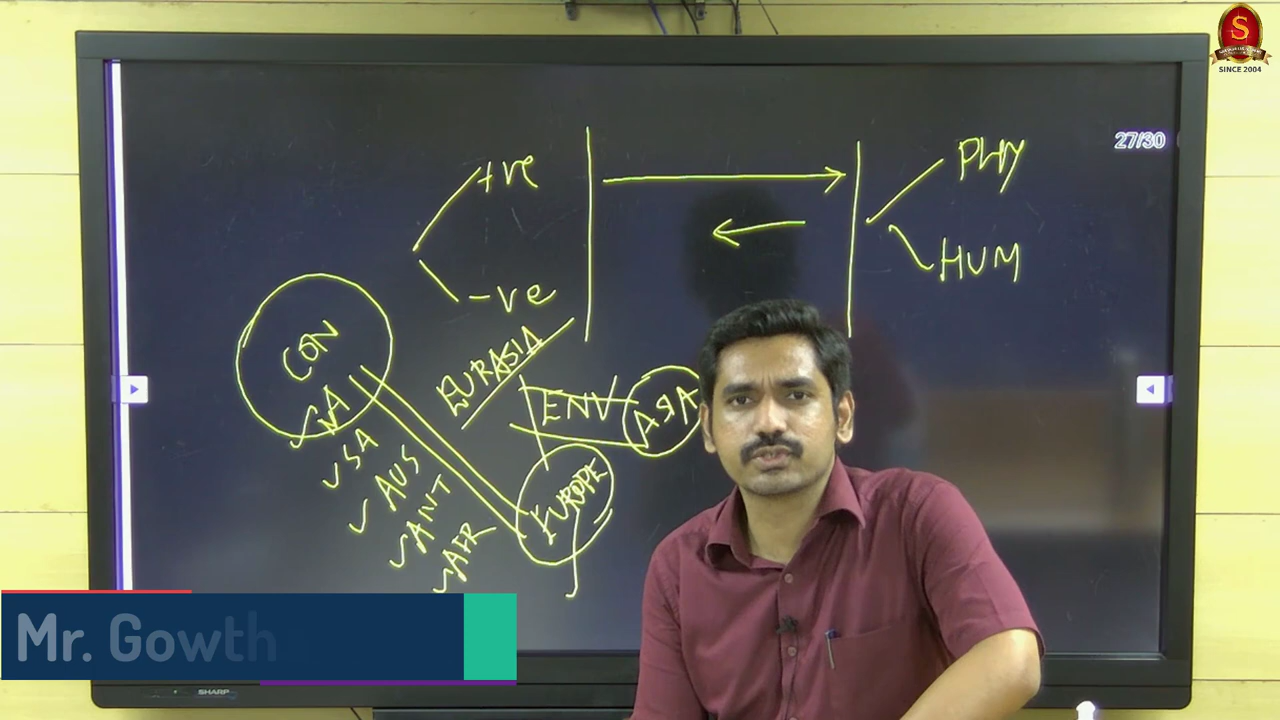 S
SINCE 2004
27/30
+ve
PHY
-ve
HUM
CON
EURASIA
NA
ENV
ASIA
SA
AUS
EUROPE
ANT
AFR
Mr. Gowth
SHARP